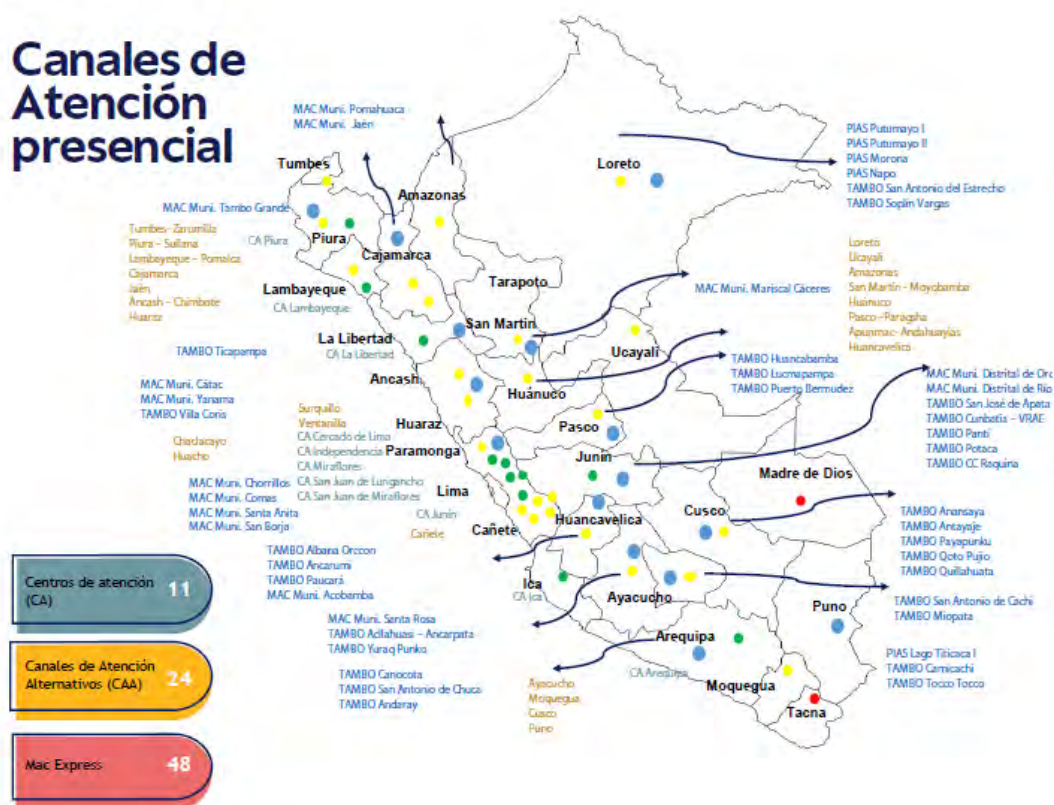 Canales de
Atención
presencial
MAC Muni. Pomahuaca
MAC Muni. Jaén
Tumbes
Amazonas
Loreto
PIAS Putumayo I
PIAS Putumayo II
PIAS Morona
PIAS Napo
TAMBO San Antonio del Estrecho
TAMBO Soplin Vargas
MAC Muni. Tambo Grande
Tumbes- Zarumilla
Piura - Sullana
Lambayeque - Pomalca
Cajamarca
Jaén
Áncash - Chimbote
Huaraz
CA Piura
Piura
Cajamarca
Lambayeque
CA Lambayeque
Tarapoto
MAC Muni. Mariscal Cáceres
Loreto
Ucayali
Amazonas
San Martín - Moyobamba
Huánuco
Pasco -Paragsha
Apurímac- Andahuaylas
Huancavelica
La Libertad
CA La Libertad
San Martin
Ucayali
TAMBO Ticapampa
Ancash
Huánuco
TAMBO Huancabamba
TAMBO Lucmapampa
TAMBO Puerto Bermudez
MAC Muni. Cátac
MAC Muni. Yanama
TAMBO Villa Coris
Huaraz
Pasco
MAC Muni. Distrital de Orc
MAC Muni. Distrital de Rio
TAMBO San José de Apata
TAMBO Cunbatia - VRAE
TAMBO Panti
TAMBO Potaca
TAMBO CC Raquina
Surquillo
Ventanilla
CA Cercado de Lima
CA Independencia
CA Miraflores
CA San Juan de Lurigancho
CA San Juan de Miraflores
Chaclacayo
Huacho
Paramonga
Junín
Madre de Dios
MAC Muni. Chorrillos
MAC Muni. Comas
MAC Muni. Santa Anita
MAC Muni. San Borja
Lima
CA Junín
Cañete
Cañete
Huancavelica
Cusco
TAMBO Anansaya
TAMBO Antayaje
TAMBO Payapunku
TAMBO Qoto Pujio
TAMBO Quillahuata
TAMBO Albana Orccon
TAMBO Ancarumi
TAMBO Paucará
MAC Muni. Acobamba
Ica
CA Ica
Ayacucho
Puno
TAMBO San Antonio de Cachi
TAMBO Miopata
MAC Muni. Santa Rosa
TAMBO Adlahuasi - Ancarpata
TAMBO Yuraq Punko
Arequipa
CA Arequipa
PIAS Lago Titicaca I
TAMBO Camicachi
TAMBO Tocco Tocco
TAMBO Canocota
TAMBO San Antonio de Chuca
TAMBO Andaray
Ayacucho
Moquegua
Cusco
Puno
Moquegua
Tacna
Centros de atención
(CA)
11
Canales de Atención
Alternativos (CAA)
24
Mac Express
48